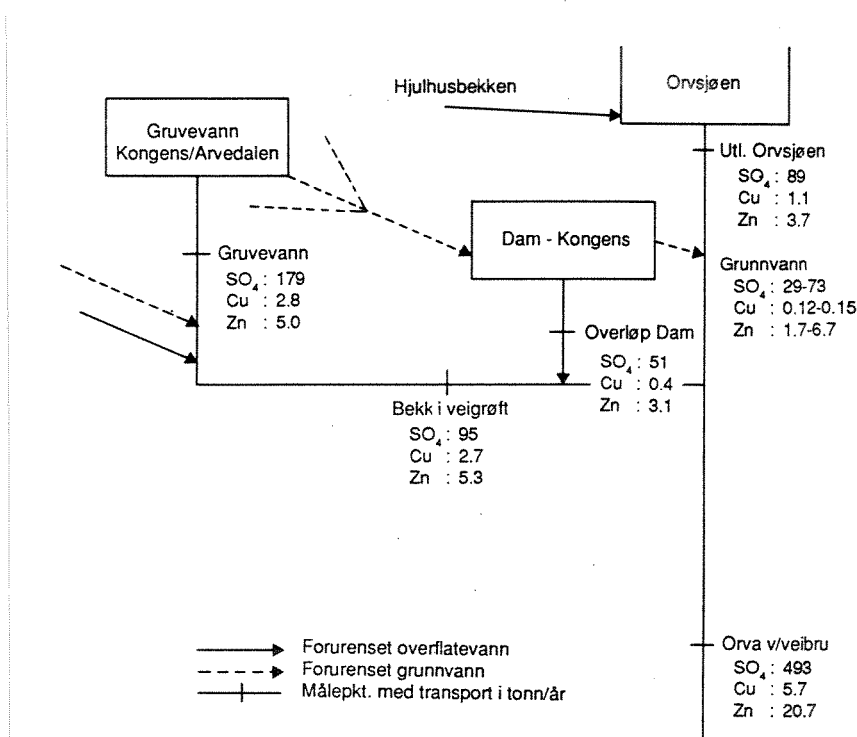 Orvsjøen
Hjulhusbekken
Gruvevann
Kongens/Arvedalen
Utl. Orvsjøen
SO₄ : 89
Cu : 1.1
Zn : 3.7
Dam - Kongens
Gruvevann
SO₄ : 179
Cu : 2.8
Zn : 5.0
Grunnvann
SO₄ : 29-73
Cu : 0.12-0.15
Zn : 1.7-6.7
Overløp Dam
SO₄ : 51
Cu : 0.4
Zn : 3.1
Bekk i veigrøft
SO₄ : 95
Cu : 2.7
Zn : 5.3
Forurenset overflatevann
Forurenset grunnvann
Målepkt. med transport i tonn/år
Orva v/veibru
SO₄ : 493
Cu : 5.7
Zn : 20.7